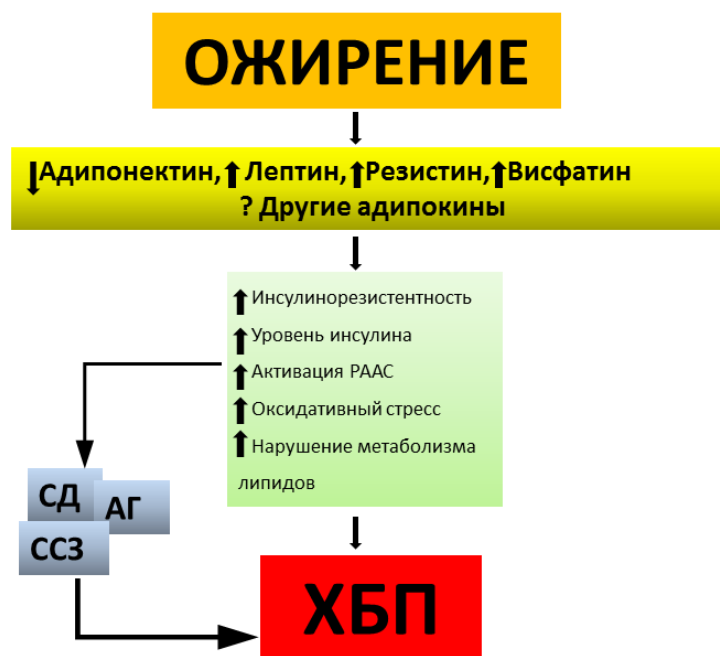 ОЖИРЕНИЕ
Адипонектин, Лептин, Резистин, Висфатин
? Другие адипокины
Инсулинорезистентность
Уровень инсулина
Активация РААС
Оксидативный стресс
Нарушение метаболизма
липидов
СД
АГ
ССЗ
ХБП